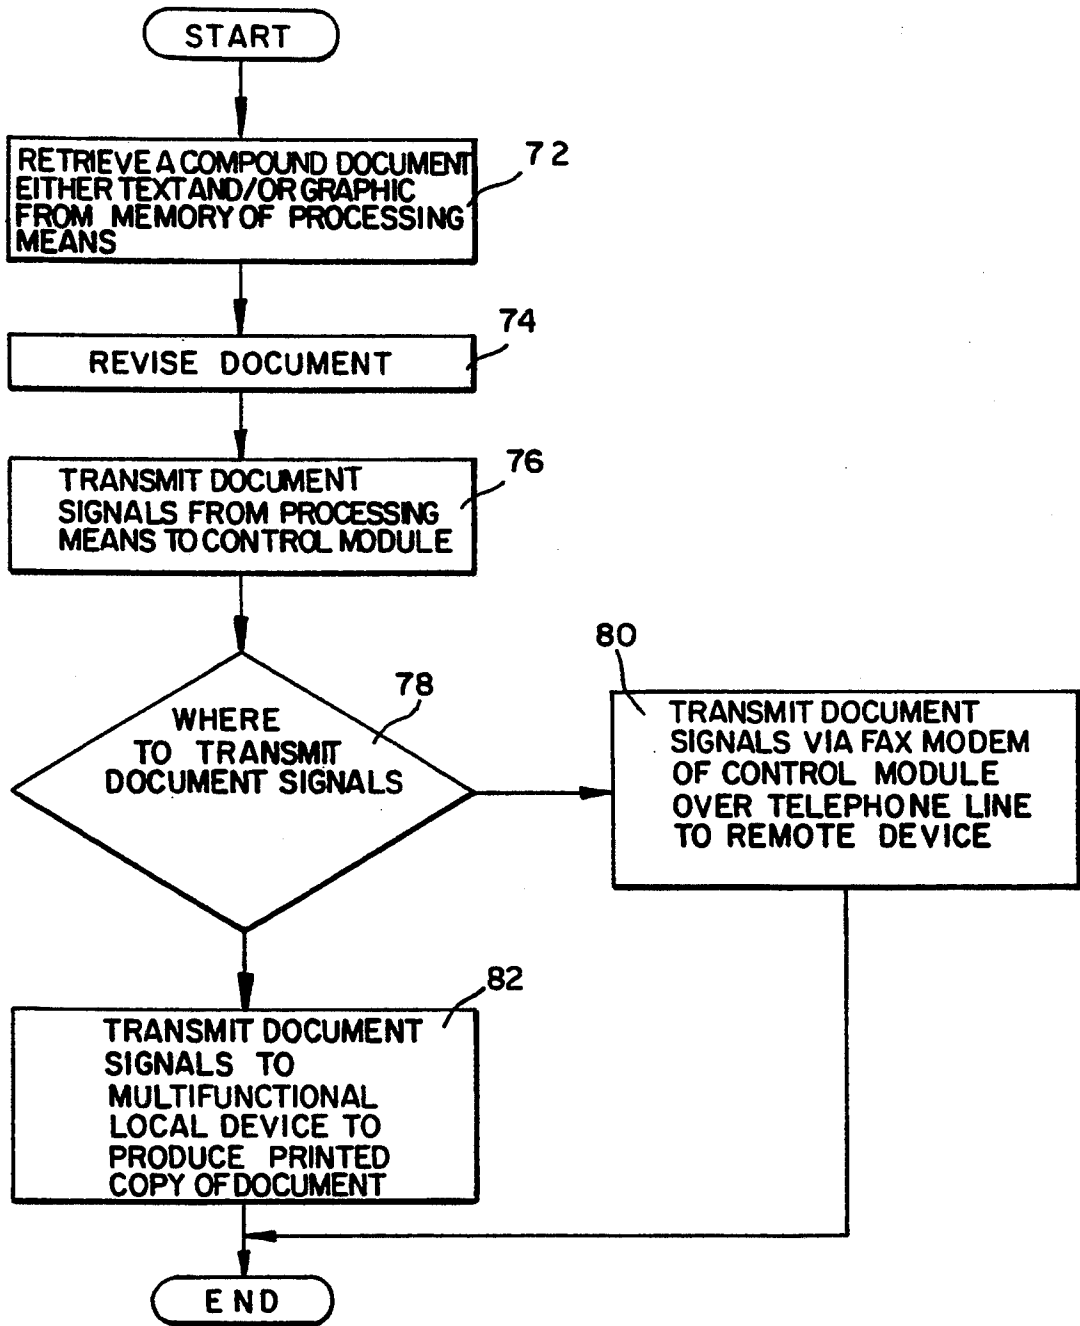 START
RETRIEVE A COMPOUND DOCUMENT
EITHER TEXT AND/OR GRAPHIC
FROM MEMORY OF PROCESSING
MEANS
72
REVISE DOCUMENT
74
TRANSMIT DOCUMENT
SIGNALS FROM PROCESSING
MEANS TO CONTROL MODULE
76
WHERE
TO TRANSMIT
DOCUMENT SIGNALS
78
80
TRANSMIT DOCUMENT
SIGNALS VIA FAX MODEM
OF CONTROL MODULE
OVER TELEPHONE LINE
TO REMOTE DEVICE
82
TRANSMIT DOCUMENT
SIGNALS TO
MULTIFUNCTIONAL
LOCAL DEVICE TO
PRODUCE PRINTED
COPY OF DOCUMENT
END